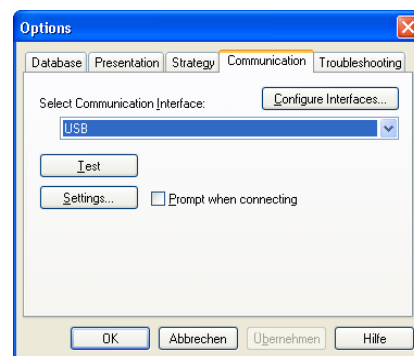 Options
Database Presentation Strategy Communication Troubleshooting
Select Communication Interface: Configure Interfaces...
USB
Test
Settings... Prompt when connecting
OK Abbrechen Übernehmen Hilfe